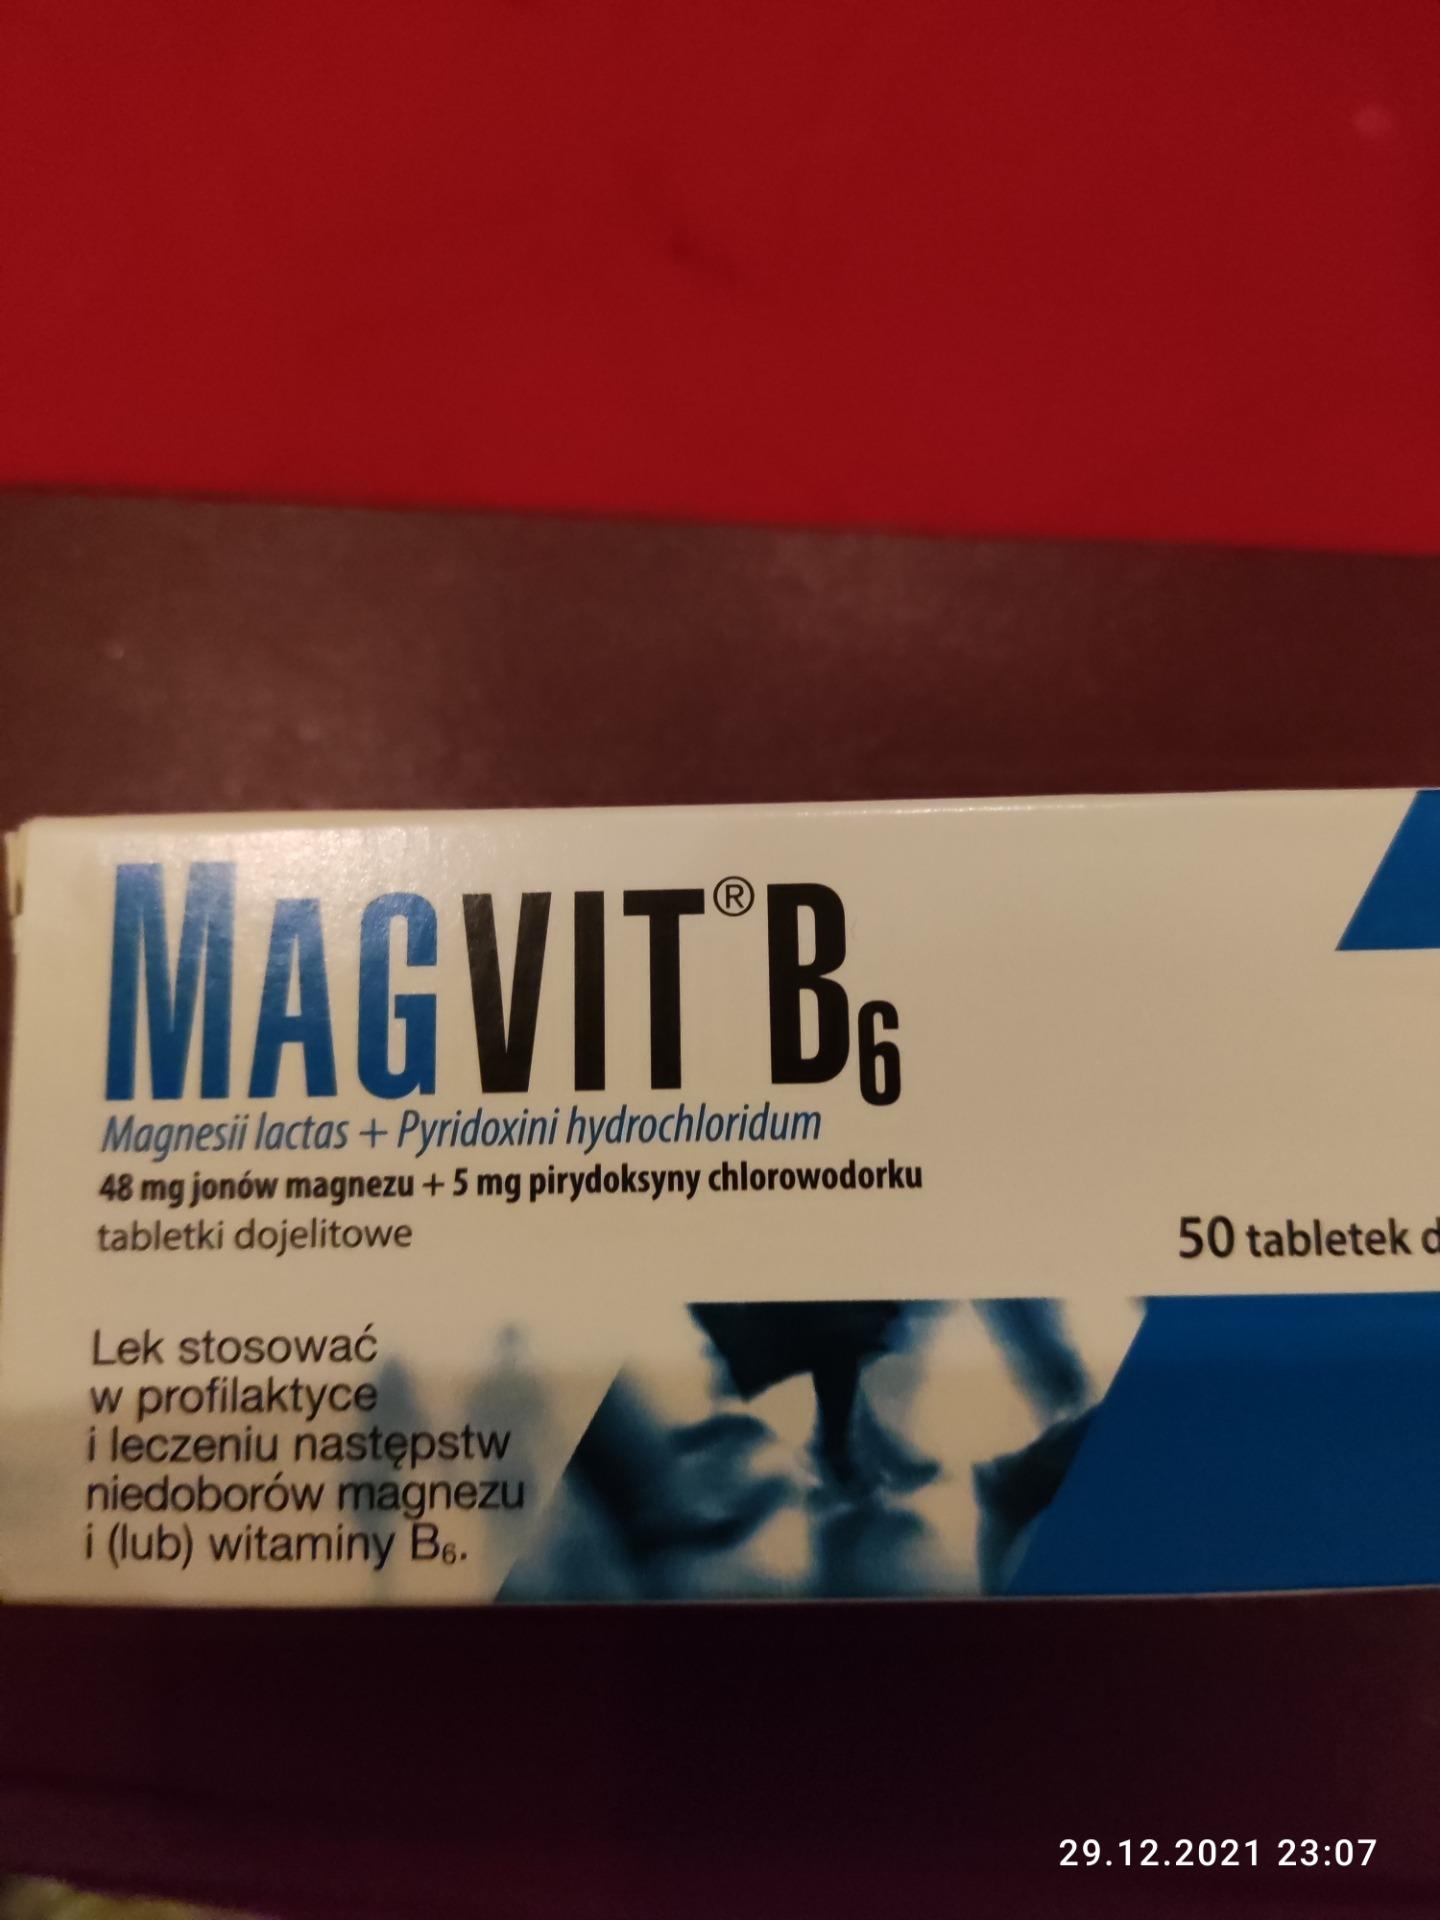 MAGVIT® B₆
Magnesii lactas + Pyridoxini hydrochloridum
48 mg jonów magnezu + 5 mg pirydoksyny chlorowodorku
tabletki dojelitowe
50 tabletek d
Lek stosować
w profilaktyce
i leczeniu następstw
niedoborów magnezu
i (lub) witaminy B₆.
29.12.2021 23:07